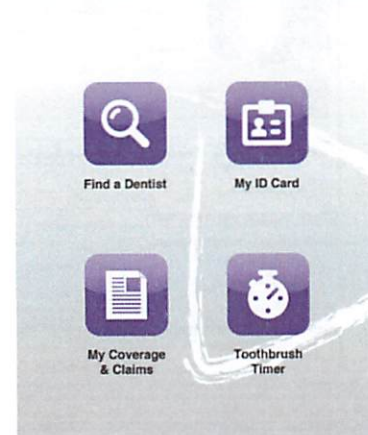 Find a Dentist
My ID Card
My Coverage
& Claims
Toothbrush
Timer